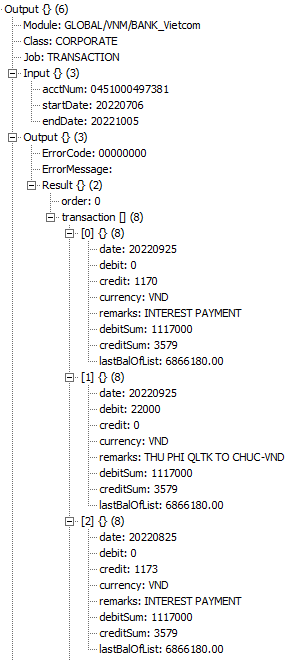 Output {} (6)
Module: GLOBAL/VNM/BANK_Vietcom
Class: CORPORATE
Job: TRANSACTION
Input {} (3)
acctNum: 0451000497381
startDate: 20220706
endDate: 20221005
Output {} (3)
ErrorCode: 00000000
ErrorMessage:
Result {} (2)
order: 0
transaction [] (8)
[0] {} (8)
date: 20220925
debit: 0
credit: 1170
currency: VND
remarks: INTEREST PAYMENT
debitSum: 1117000
creditSum: 3579
lastBalOfList: 6866180.00
[1] {} (8)
date: 20220925
debit: 22000
credit: 0
currency: VND
remarks: THU PHI QLTK TO CHUC-VND
debitSum: 1117000
creditSum: 3579
lastBalOfList: 6866180.00
[2] {} (8)
date: 20220825
debit: 0
credit: 1173
currency: VND
remarks: INTEREST PAYMENT
debitSum: 1117000
creditSum: 3579
lastBalOfList: 6866180.00